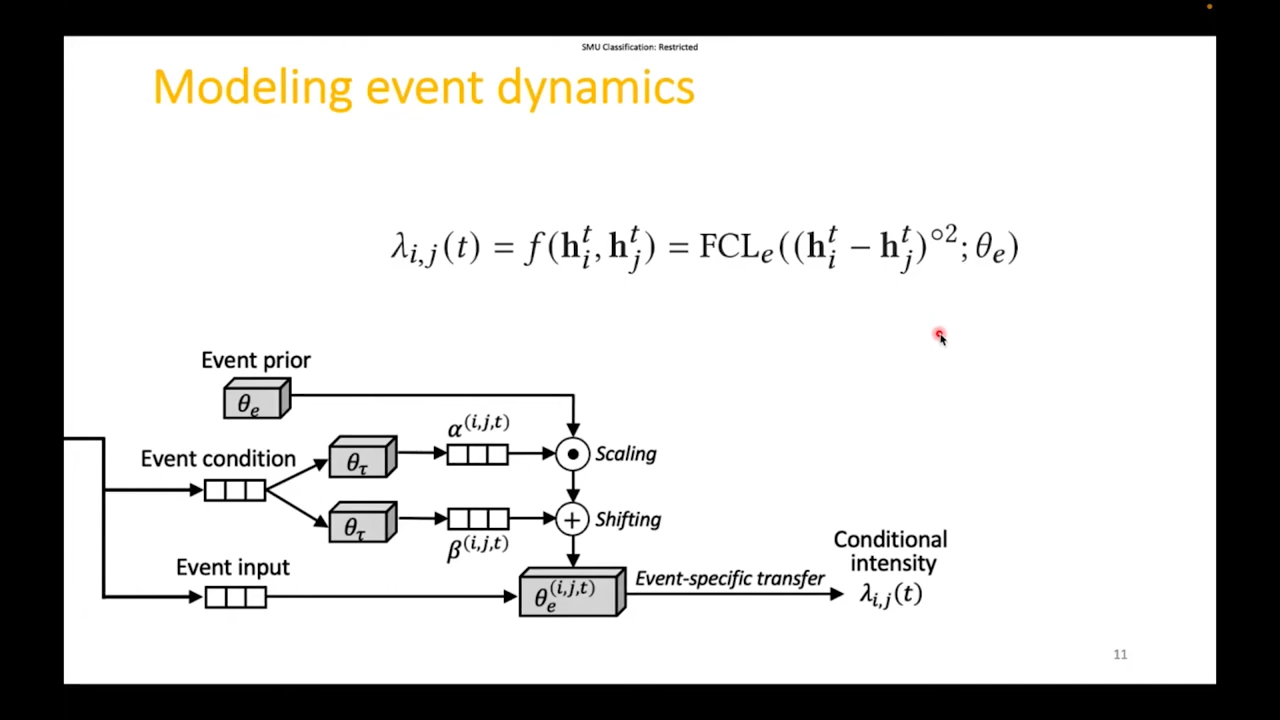 SMU Classification: Restricted
Modeling event dynamics
λ_{i,j}(t) = f(h_i^t, h_j^t) = FCL_e((h_i^t − h_j^t)^{∘2}; θ_e)
Event prior
θ_e
α^{(i,j,t)}
Event condition
θ_τ
Scaling
θ_τ
Shifting
β^{(i,j,t)}
Conditional
intensity
λ_{i,j}(t)
Event input
θ_e^{(i,j,t)}
Event-specific transfer
11